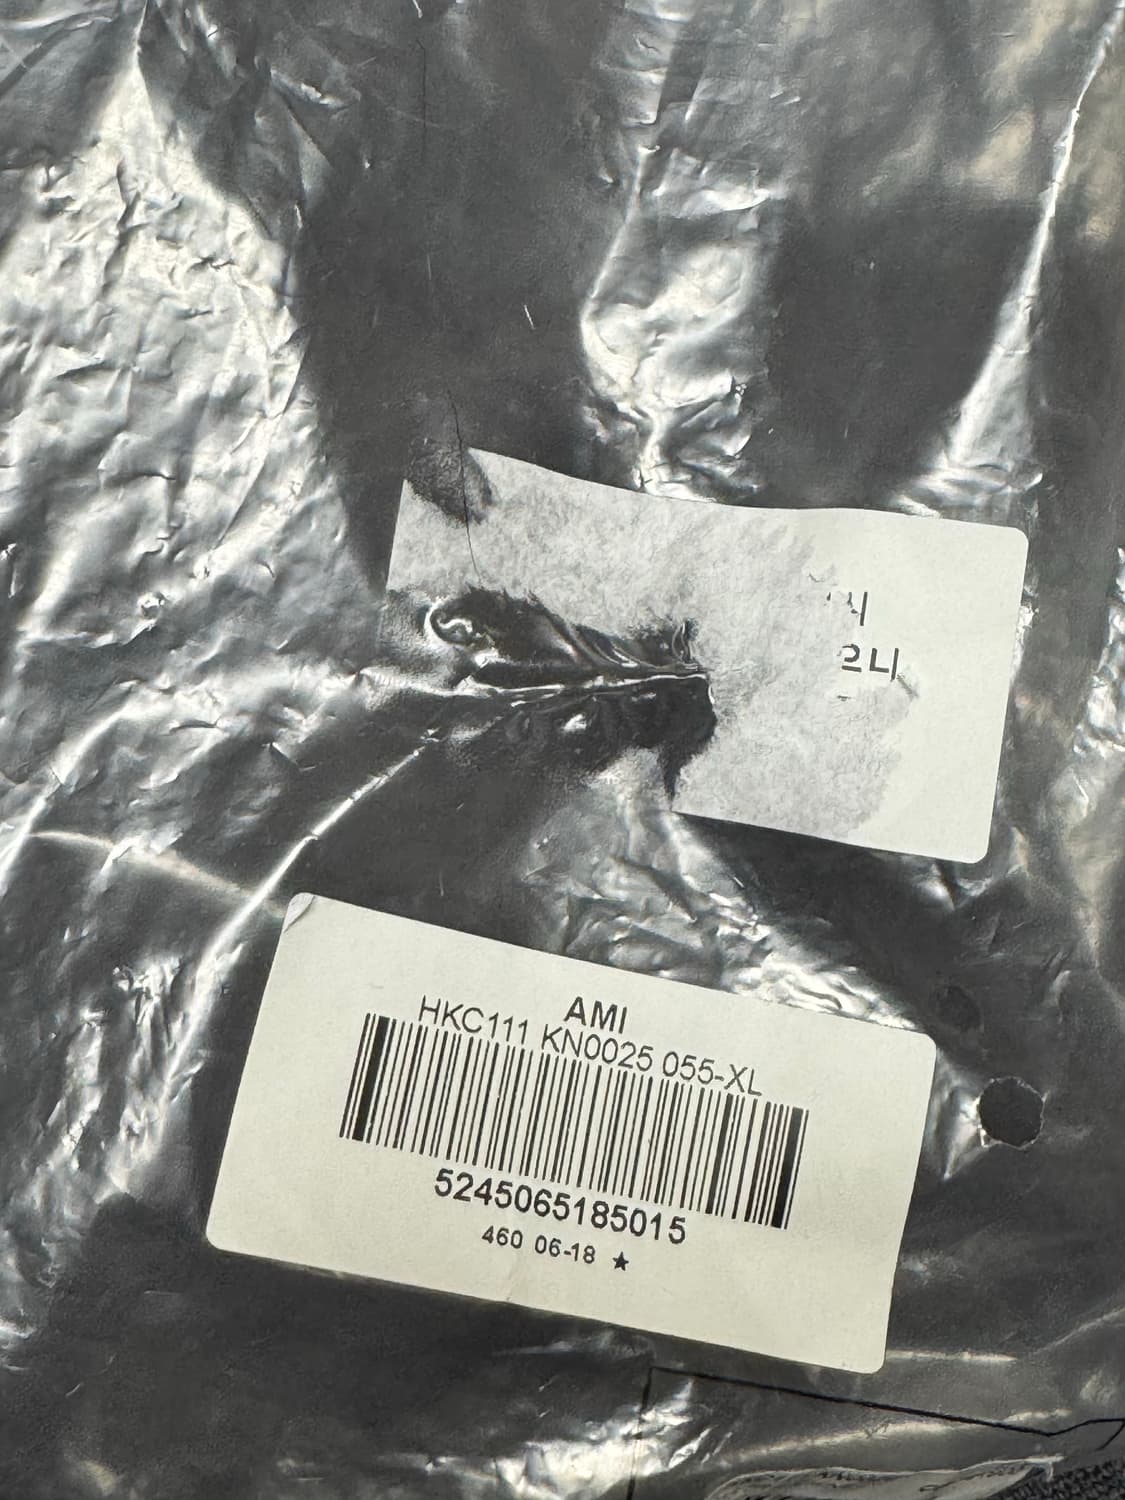 AMI
HKC111 KN0025 055-XL
5245065185015
460 06-18 ★